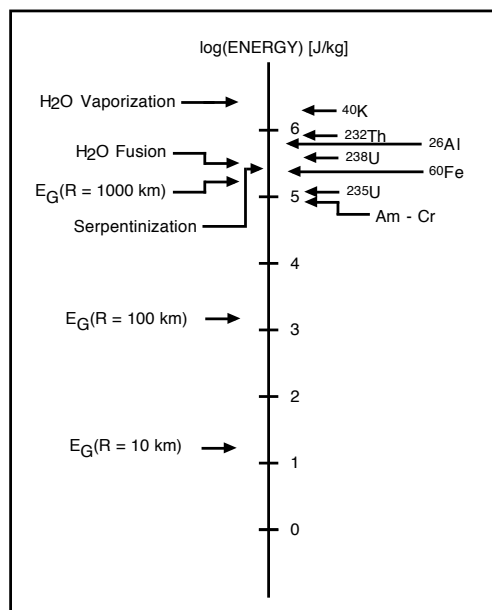 log(ENERGY) [J/kg]
H2O Vaporization
40K
6
232Th
26Al
H2O Fusion
238U
60Fe
EG(R = 1000 km)
235U
5
Am - Cr
Serpentinization
4
EG(R = 100 km)
3
2
EG(R = 10 km)
1
0